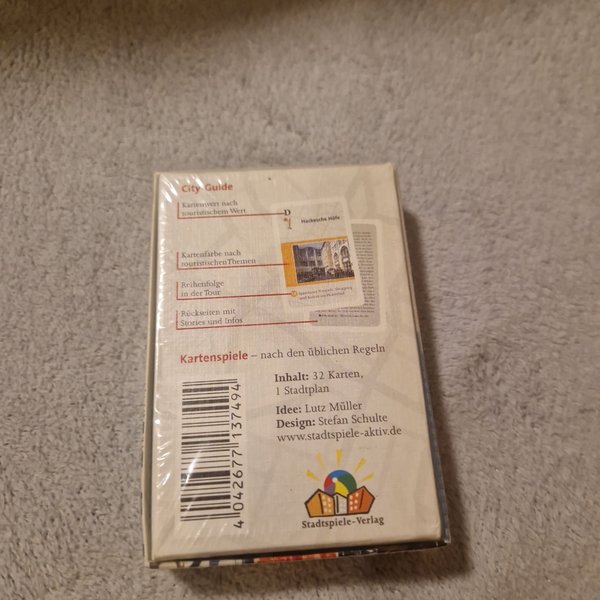 City Guide
Kartenwert nach
touristischem Wert
D
Hackesche Höfe
Kartenfarbe nach
touristischen Themen
Reihenfolge
in der Tour
Rückseiten mit
Stories und Infos
Kartenspiele – nach den üblichen Regeln
Inhalt: 32 Karten,
1 Stadtplan
Idee: Lutz Müller
Design: Stefan Schulte
www.stadtspiele-aktiv.de
4 042677 137494
Stadtspiele-Verlag